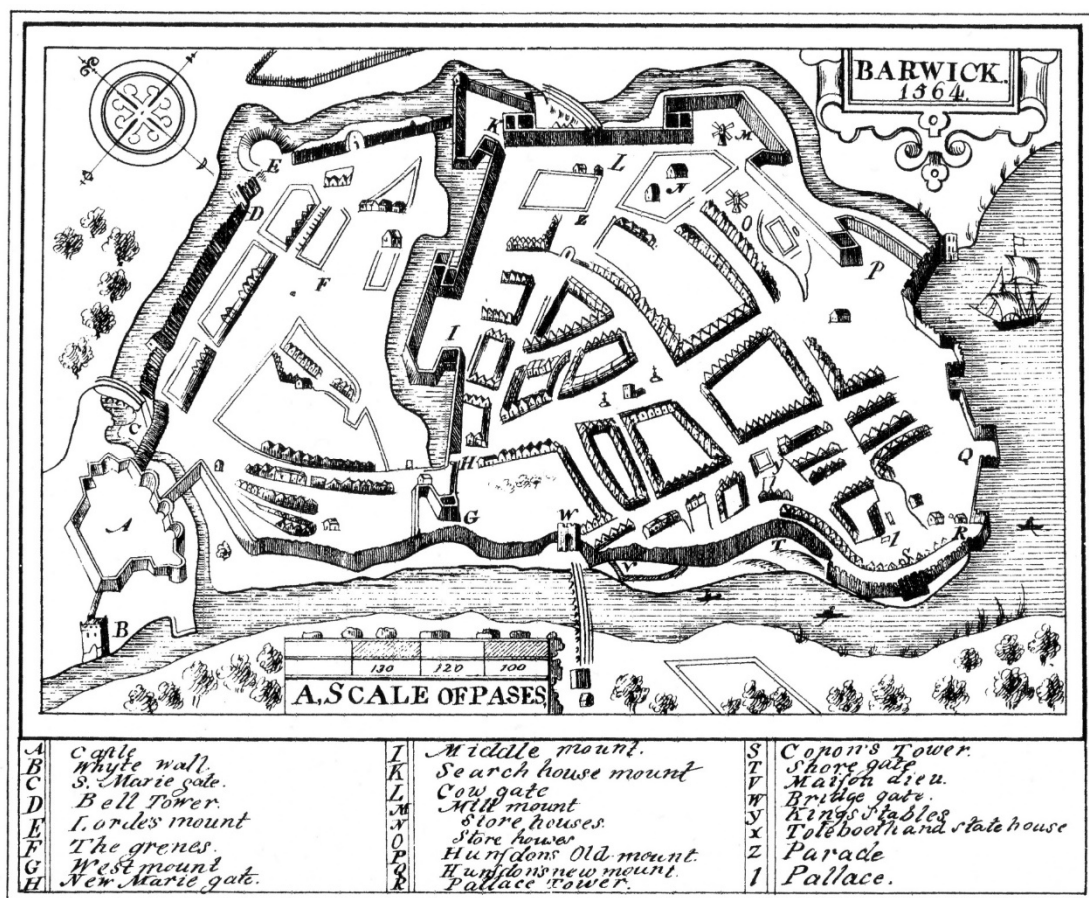 BARWICK.
1564.
K
M
E
L
N
D
Z
O
F
P
I
C
H
Q
A
G
W
R
T
S
V
1
B
130 120 100
A, SCALE OF PASES,
A Castle
B Whyte wall.
C S. Marie gate.
D Bell Tower.
E Lordes mount
F The grenes.
G West mount
H New Marie gate.
I Middle mount.
K Search house mount
L Cow gate
M Mill mount
N Store houses.
O Store houses
P Hunsdons Old mount.
Q Hunsdon's new mount.
R Pallace Tower.
S Conon's Tower.
T Shore gate
V Maison dieu.
W Bridge gate.
y Kings Stables
x Tolebooth and state house
Z Parade
1 Pallace.